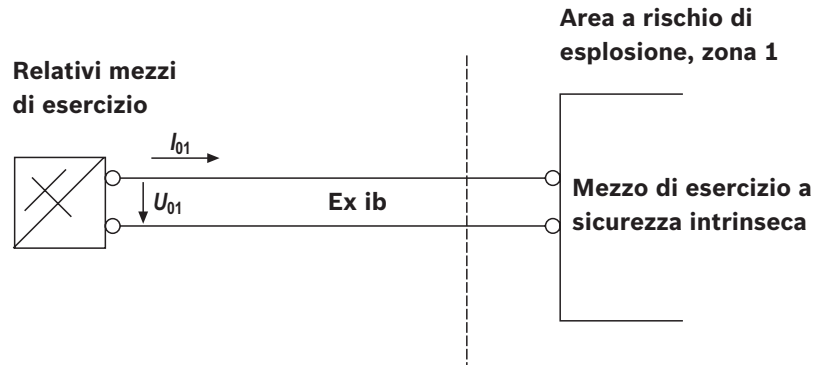 Area a rischio di
esplosione, zona 1
Relativi mezzi
di esercizio
I01
U01
Ex ib
Mezzo di esercizio a
sicurezza intrinseca